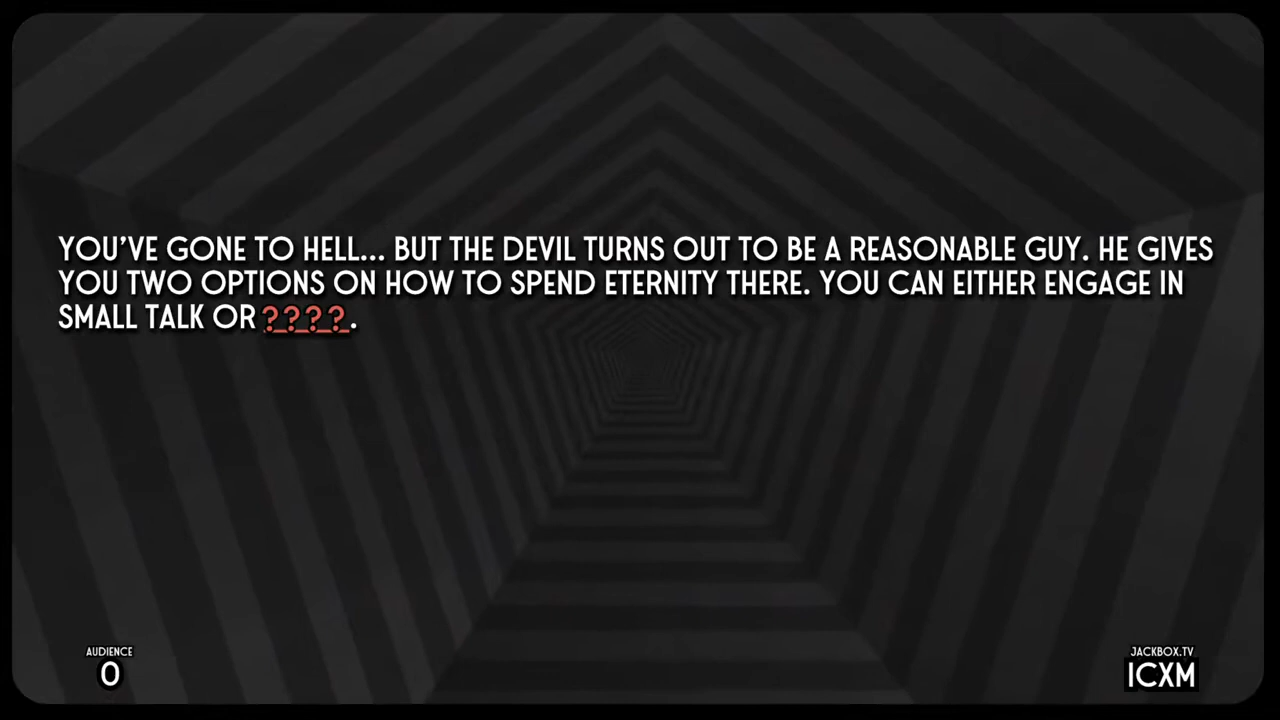 YOU'VE GONE TO HELL... BUT THE DEVIL TURNS OUT TO BE A REASONABLE GUY. HE GIVES
YOU TWO OPTIONS ON HOW TO SPEND ETERNITY THERE. YOU CAN EITHER ENGAGE IN
SMALL TALK OR ????.
AUDIENCE
0
JACKBOX.TV
ICXM